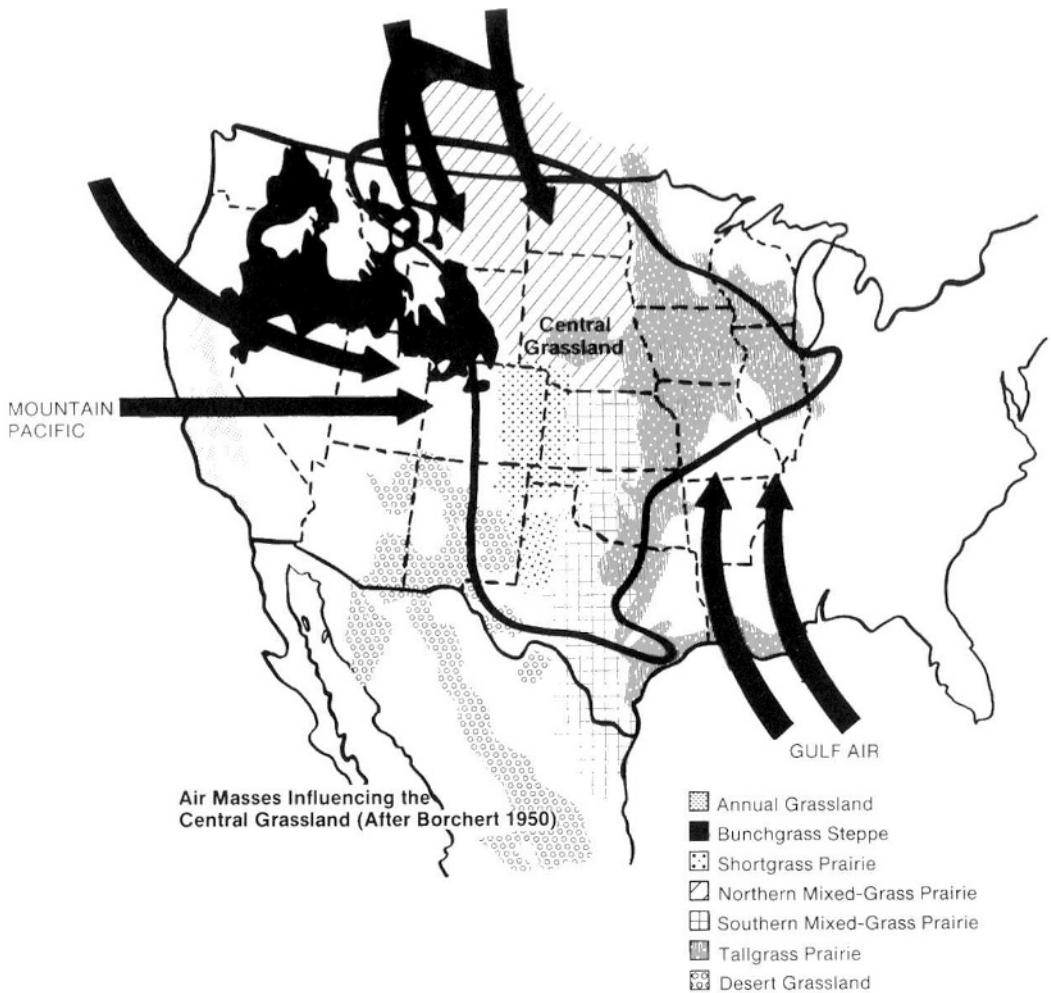 Central
Grassland
MOUNTAIN
PACIFIC
GULF AIR
Air Masses Influencing the
Central Grassland (After Borchert 1950)
Annual Grassland
Bunchgrass Steppe
Shortgrass Prairie
Northern Mixed-Grass Prairie
Southern Mixed-Grass Prairie
Tallgrass Prairie
Desert Grassland